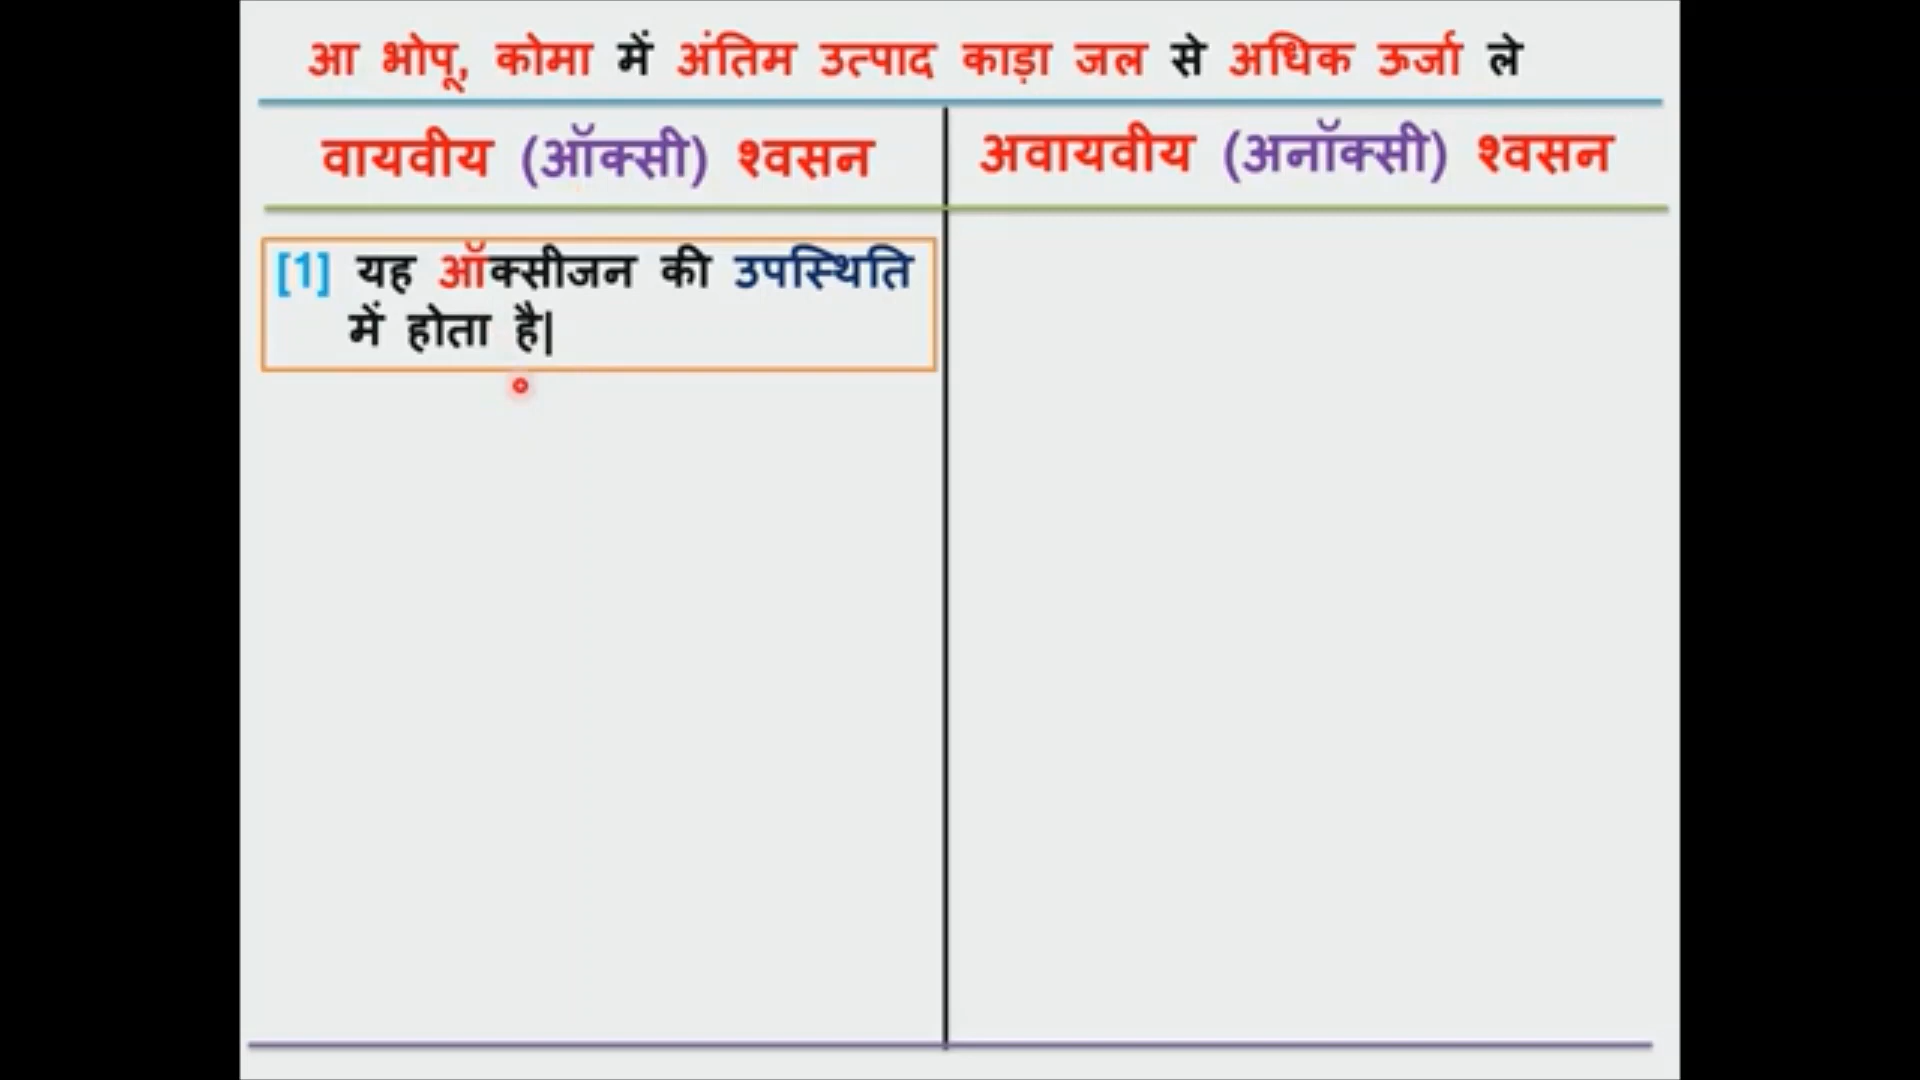 आ भोपू, कोमा में अंतिम उत्पाद काड़ा जल से अधिक ऊर्जा ले
वायवीय (ऑक्सी) श्वसन
अवायवीय (अनॉक्सी) श्वसन
[1] यह ऑक्सीजन की उपस्थिति
में होता है|